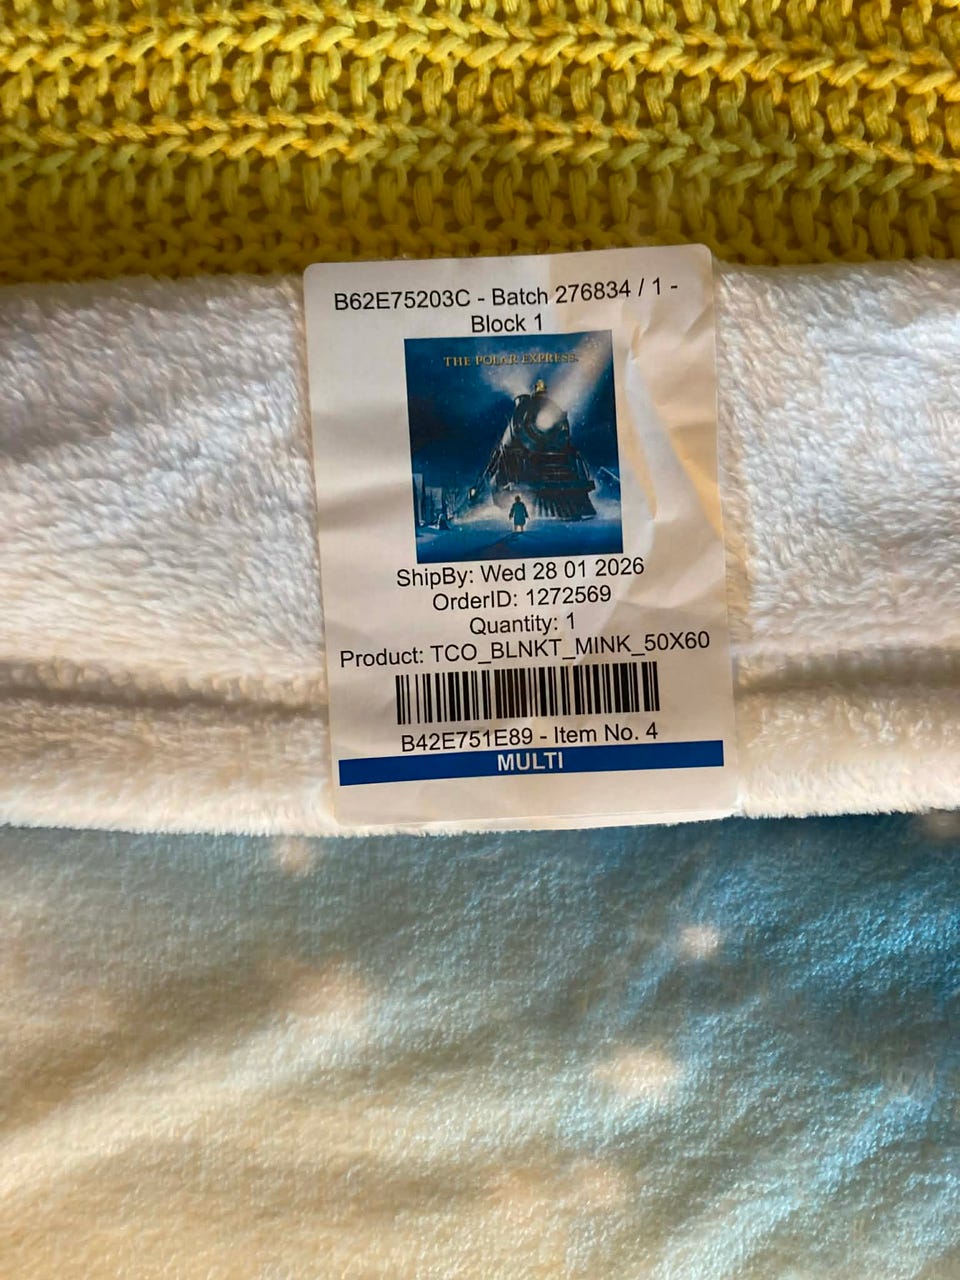 B62E75203C - Batch 276834 / 1 -
Block 1
THE POLAR EXPRESS
ShipBy: Wed 28 01 2026
OrderID: 1272569
Quantity: 1
Product: TCO_BLNKT_MINK_50X60
B42E751E89 - Item No. 4
MULTI